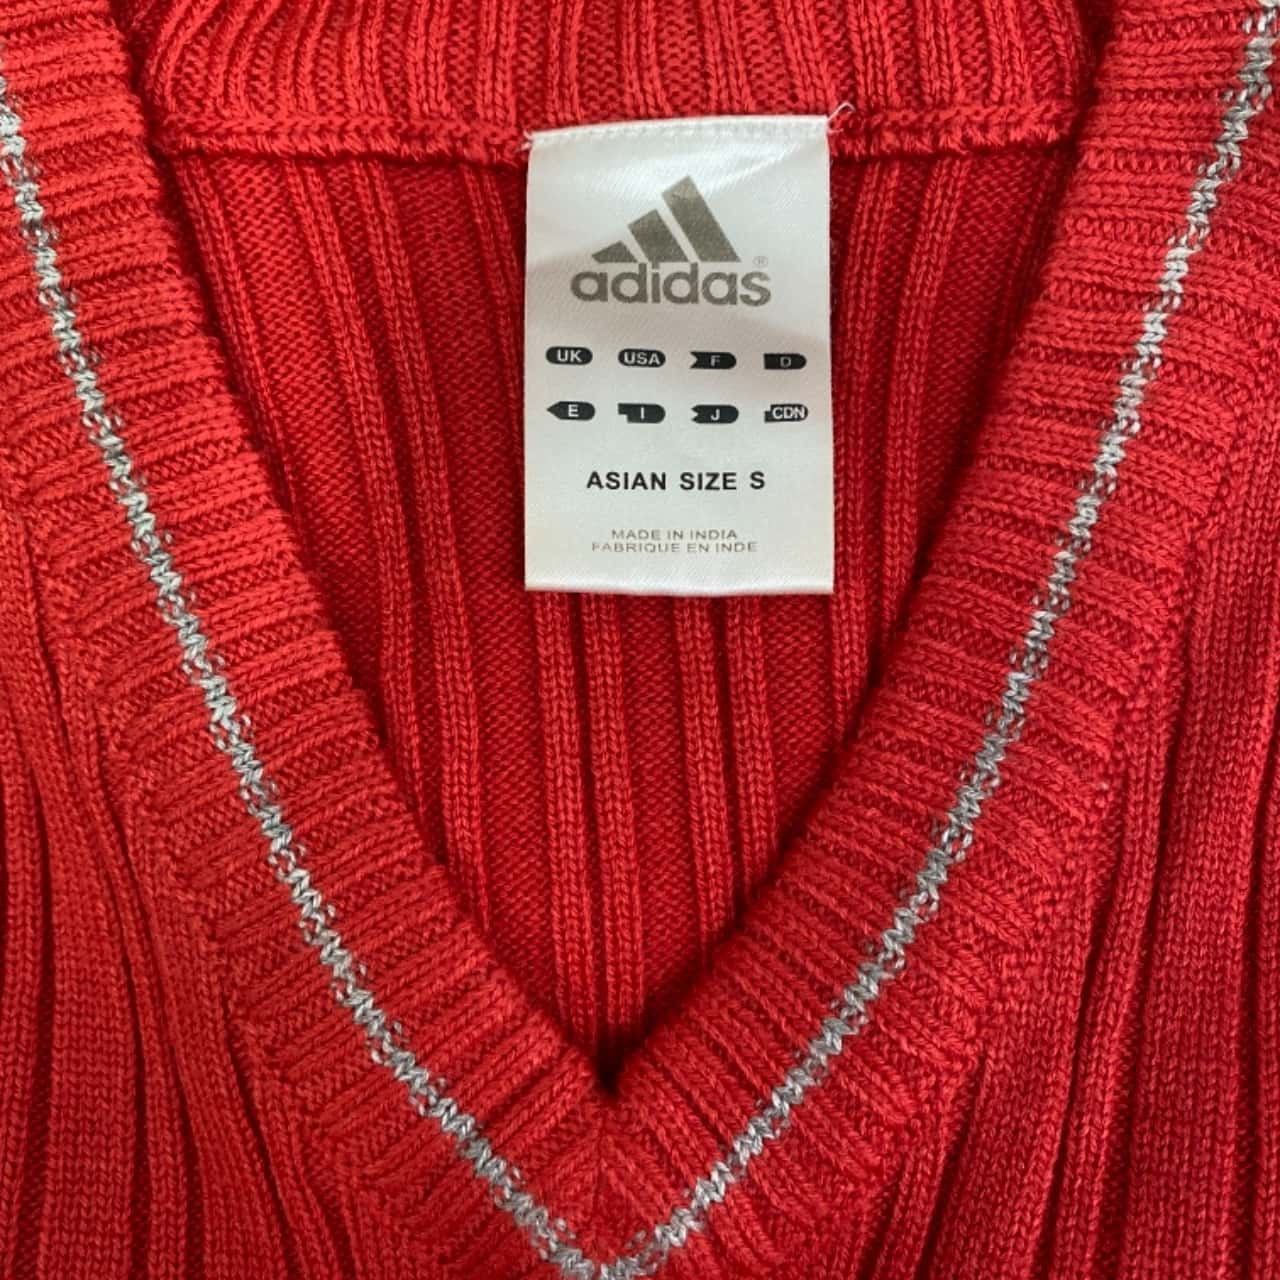 adidas®
UK USA F D
E I J CDN
ASIAN SIZE S
MADE IN INDIA
FABRIQUE EN INDE